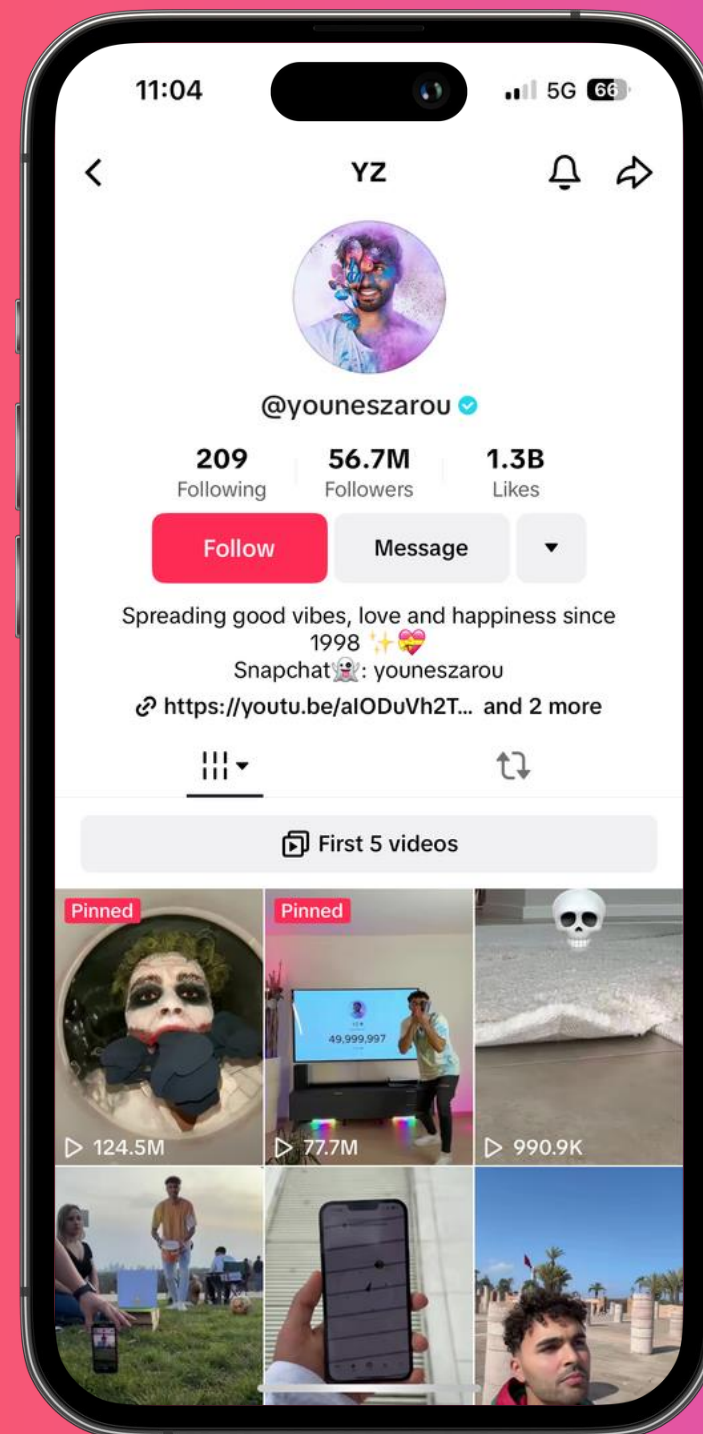 11:04
5G 66
YZ
@youneszarou
209 56.7M 1.3B
Following Followers Likes
Follow Message
Spreading good vibes, love and happiness since
1998 ✨💝
Snapchat👻: youneszarou
https://youtu.be/aIODuVh2T... and 2 more
First 5 videos
Pinned Pinned
49,999,997
124.5M 77.7M 990.9K